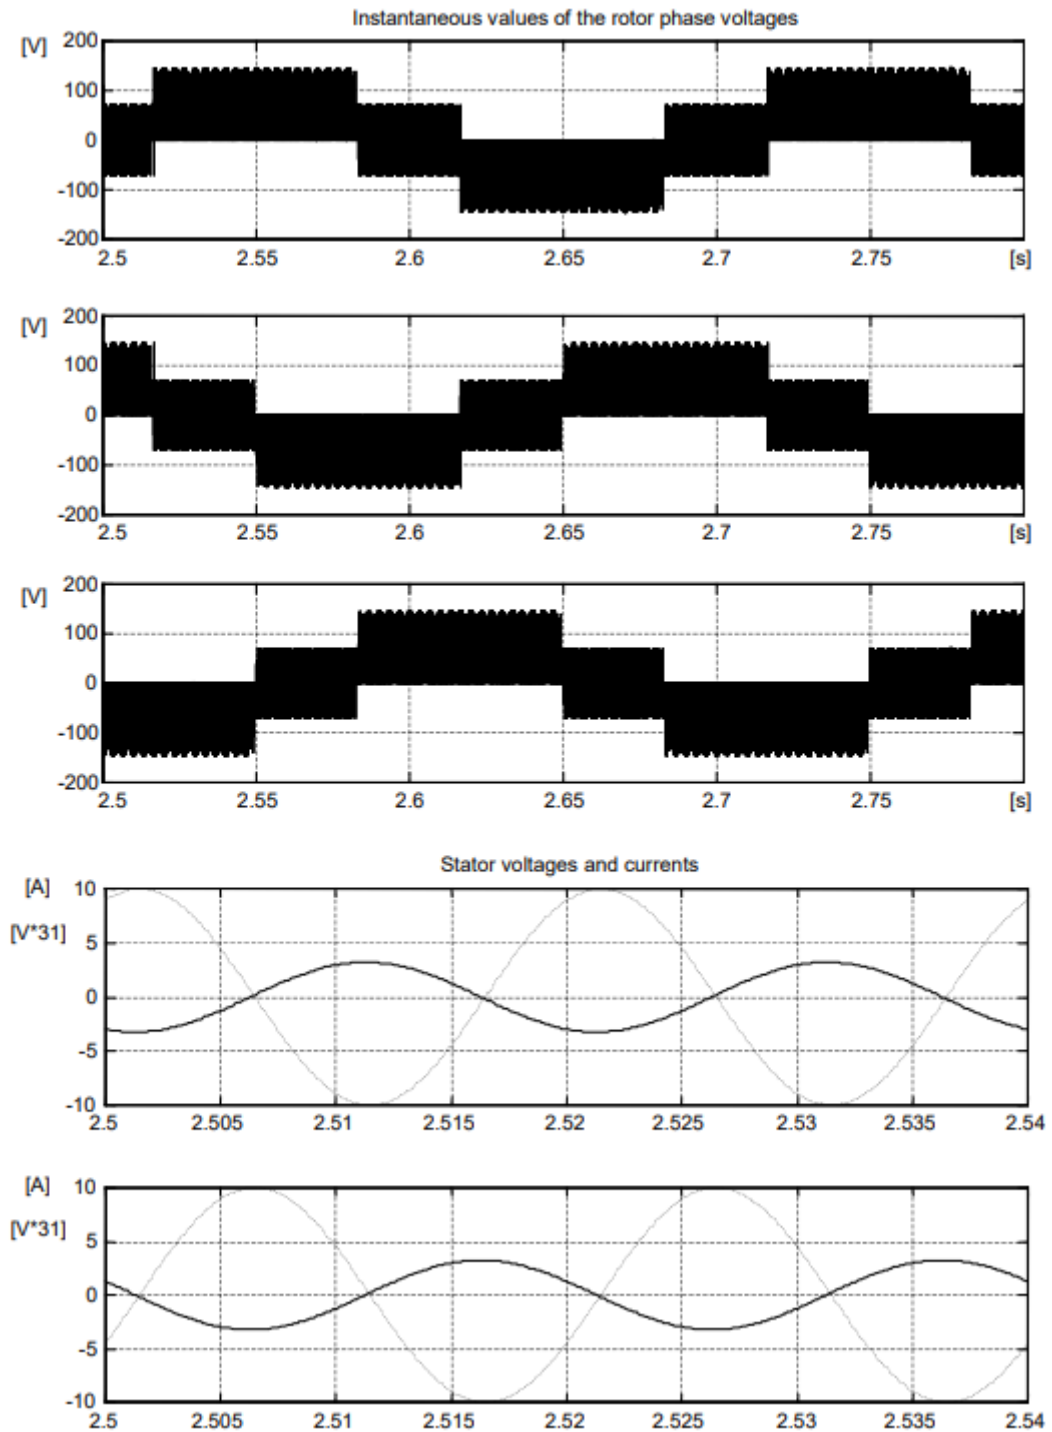 Instantaneous values of the rotor phase voltages
[V]
200
100
0
-100
-200
2.5 2.55 2.6 2.65 2.7 2.75 [s]
[V]
200
100
0
-100
-200
2.5 2.55 2.6 2.65 2.7 2.75 [s]
[V]
200
100
0
-100
-200
2.5 2.55 2.6 2.65 2.7 2.75 [s]
Stator voltages and currents
[A]
[V*31]
10
5
0
-5
-10
2.5 2.505 2.51 2.515 2.52 2.525 2.53 2.535 2.54
[A]
[V*31]
10
5
0
-5
-10
2.5 2.505 2.51 2.515 2.52 2.525 2.53 2.535 2.54